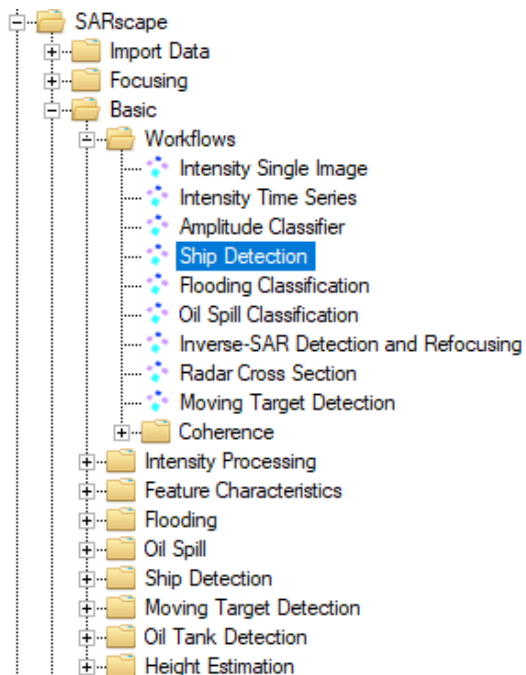 SARscape
Import Data
Focusing
Basic
Workflows
Intensity Single Image
Intensity Time Series
Amplitude Classifier
Ship Detection
Flooding Classification
Oil Spill Classification
Inverse-SAR Detection and Refocusing
Radar Cross Section
Moving Target Detection
Coherence
Intensity Processing
Feature Characteristics
Flooding
Oil Spill
Ship Detection
Moving Target Detection
Oil Tank Detection
Height Estimation